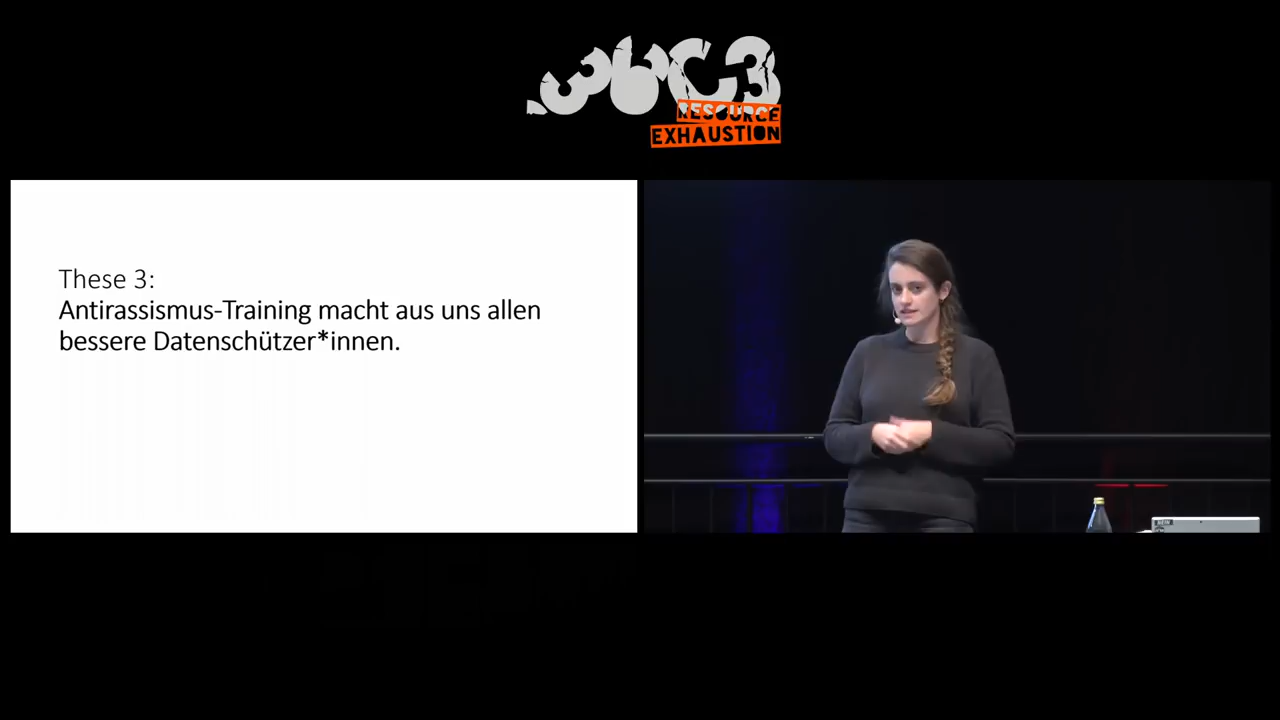 36C3
RESOURCE
EXHAUSTION
These 3:
Antirassismus-Training macht aus uns allen
bessere Datenschützer*innen.